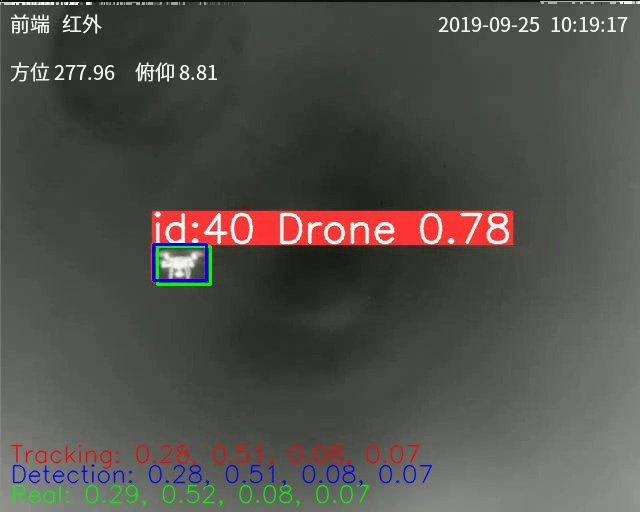 前端 红外 2019-09-25 10:19:17
方位 277.96 俯仰 8.81
id:40 Drone 0.78
Tracking: 0.28, 0.51, 0.08, 0.07
Detection: 0.28, 0.51, 0.08, 0.07
Real: 0.29, 0.52, 0.08, 0.07